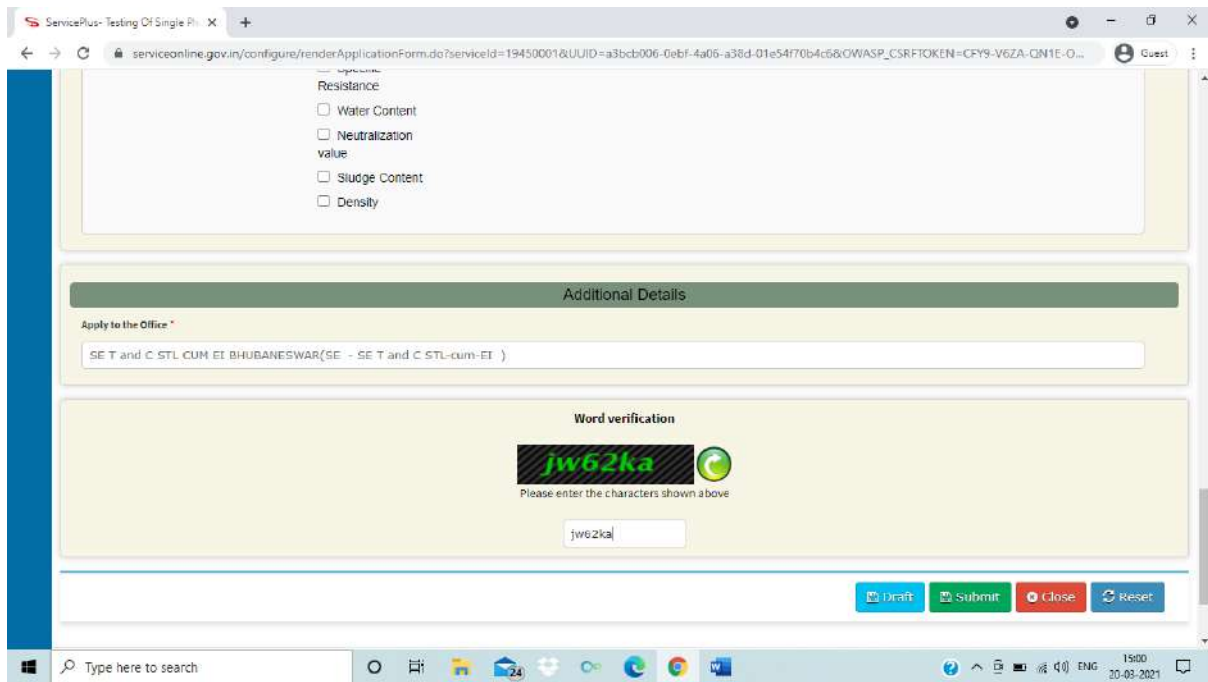 ServicePlus- Testing Of Single Ph
serviceonline.gov.in/configure/renderApplicationForm.do?serviceId=19450001&UUID=a3bcb006-0ebf-4a06-a38d-01e54f70b4c6&OWASP_CSRFTOKEN=CFY9-V6ZA-QN1E-O...
Guest
Specific
Resistance
Water Content
Neutralization
value
Sludge Content
Density
Additional Details
Apply to the Office *
SE T and C STL CUM EI BHUBANESWAR(SE - SE T and C STL-cum-EI )
Word verification
jw62ka
Please enter the characters shown above
jw62ka
Draft Submit Close Reset
Type here to search
24
ENG
15:00
20-03-2021